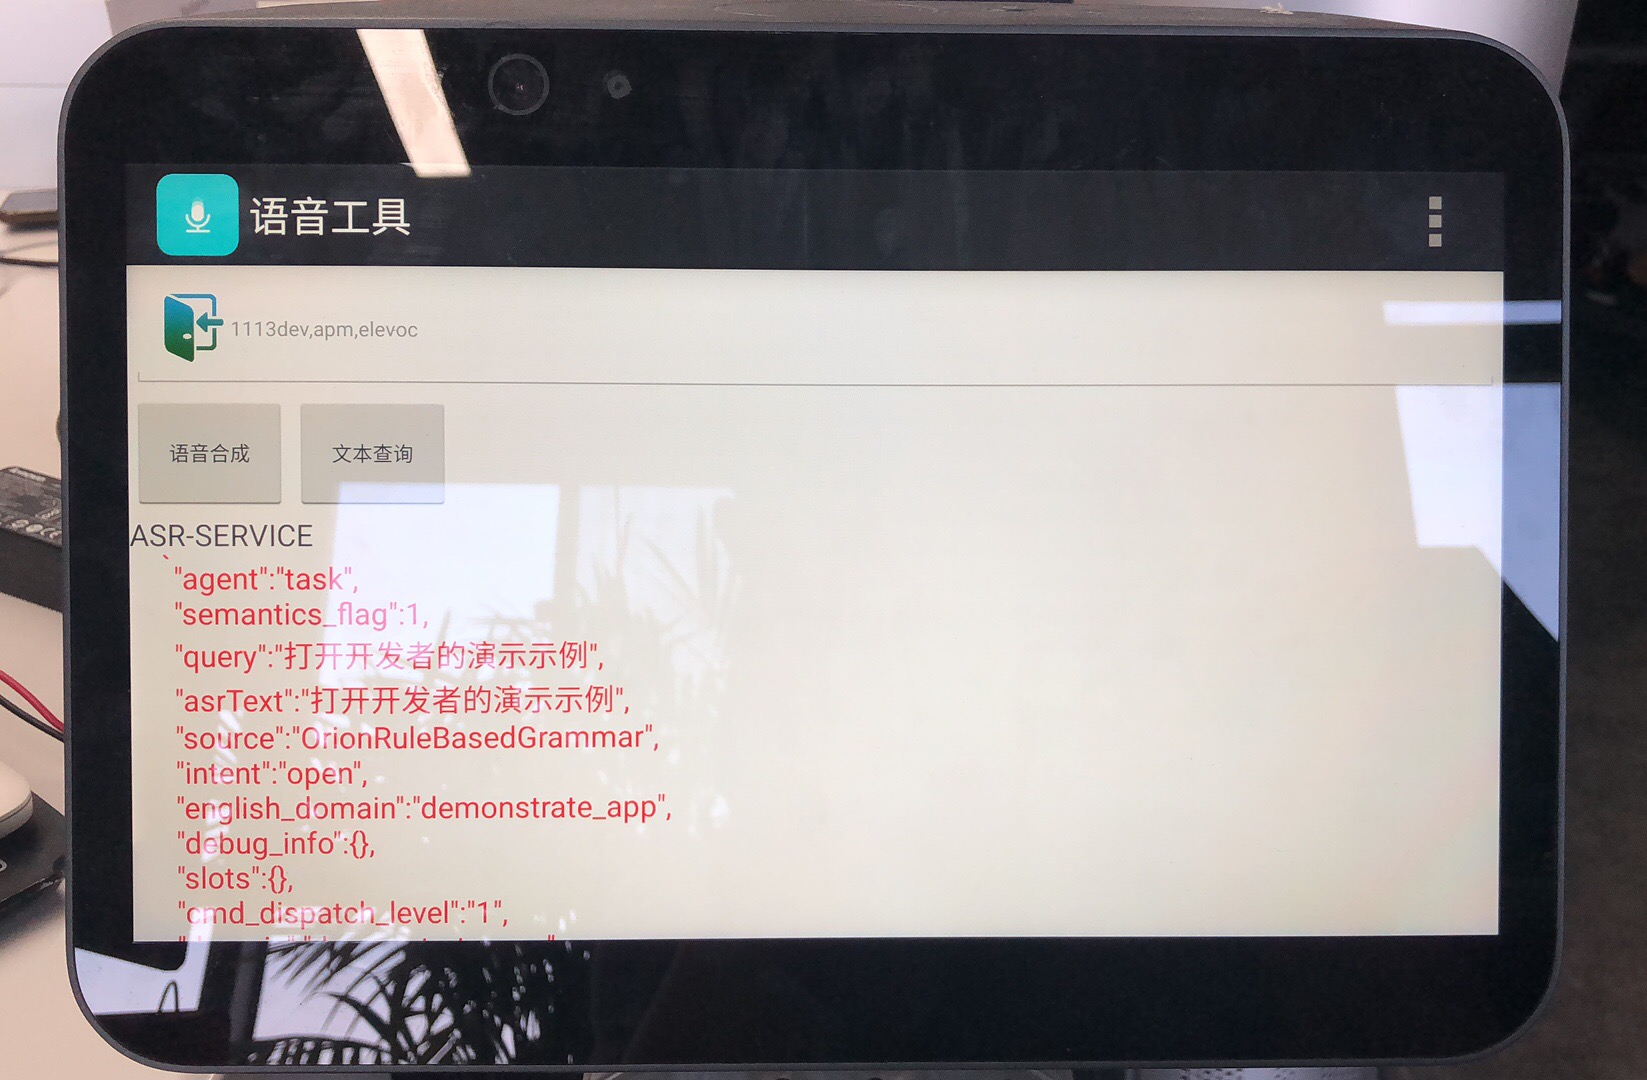 语音工具
1113dev,apm,elevoc
语音合成 文本查询
ASR-SERVICE
"agent":"task",
"semantics_flag":1,
"query":"打开开发者的演示示例",
"asrText":"打开开发者的演示示例",
"source":"OrionRuleBasedGrammar",
"intent":"open",
"english_domain":"demonstrate_app",
"debug_info":{},
"slots":{},
"cmd_dispatch_level":"1",